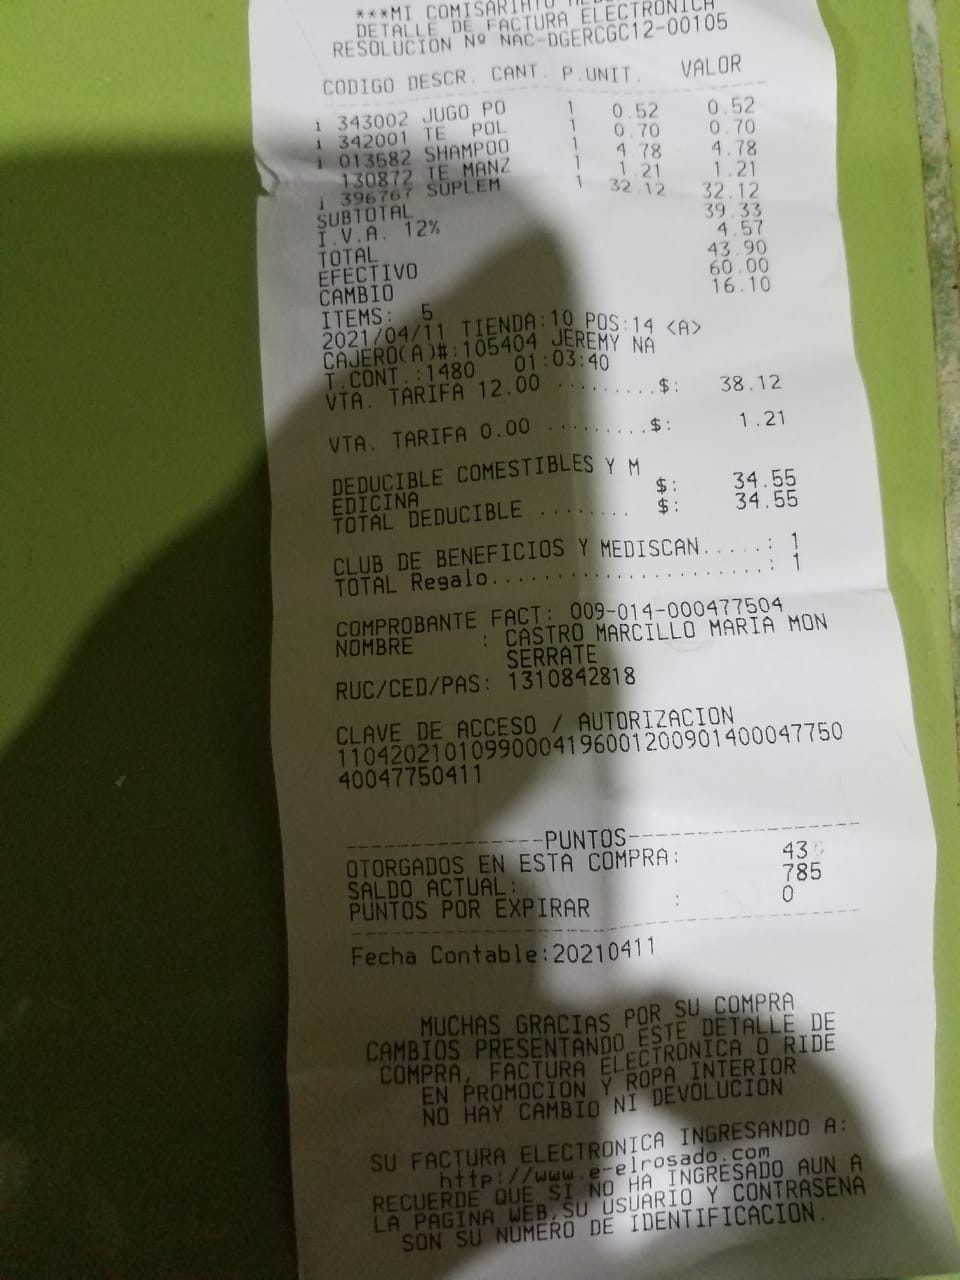 ***MI COMISARIATO
DETALLE DE FACTURA ELECTRONICA
RESOLUCION Nº NAC-DGERCGC12-00105
CODIGO DESCR. CANT. P.UNIT. VALOR
i 343002 JUGO PO 1 0.52 0.52
i 342001 TE POL 1 0.70 0.70
i 013582 SHAMPOO 1 4.78 4.78
130872 TE MANZ 1 1.21 1.21
i 396767 SUPLEM 1 32.12 32.12
SUBTOTAL 39.33
I.V.A. 12% 4.57
TOTAL 43.90
EFECTIVO 60.00
CAMBIO 16.10
ITEMS: 5
2021/04/11 TIENDA:10 POS:14 <A>
CAJERO(A)#:105404 JEREMY NA
T.CONT.:1480 01:03:40
VTA. TARIFA 12.00 .........$: 38.12
VTA. TARIFA 0.00 .........$: 1.21
DEDUCIBLE COMESTIBLES Y M
EDICINA $: 34.55
TOTAL DEDUCIBLE ........ $: 34.55
CLUB DE BENEFICIOS Y MEDISCAN.....: 1
TOTAL Regalo......................: 1
COMPROBANTE FACT: 009-014-000477504
NOMBRE : CASTRO MARCILLO MARIA MON
SERRATE
RUC/CED/PAS: 1310842818
CLAVE DE ACCESO / AUTORIZACION
11042021010990004196001200901400047750
40047750411
----------------PUNTOS------------------
OTORGADOS EN ESTA COMPRA: 43
SALDO ACTUAL: 785
PUNTOS POR EXPIRAR : 0
Fecha Contable:20210411
MUCHAS GRACIAS POR SU COMPRA
CAMBIOS PRESENTANDO ESTE DETALLE DE
COMPRA, FACTURA ELECTRONICA O RIDE
EN PROMOCION Y ROPA INTERIOR
NO HAY CAMBIO NI DEVOLUCION
SU FACTURA ELECTRONICA INGRESANDO A:
http://www.e-elrosado.com
RECUERDE QUE SI NO HA INGRESADO AUN A
LA PAGINA WEB,SU USUARIO Y CONTRASENA
SON SU NUMERO DE IDENTIFICACION.